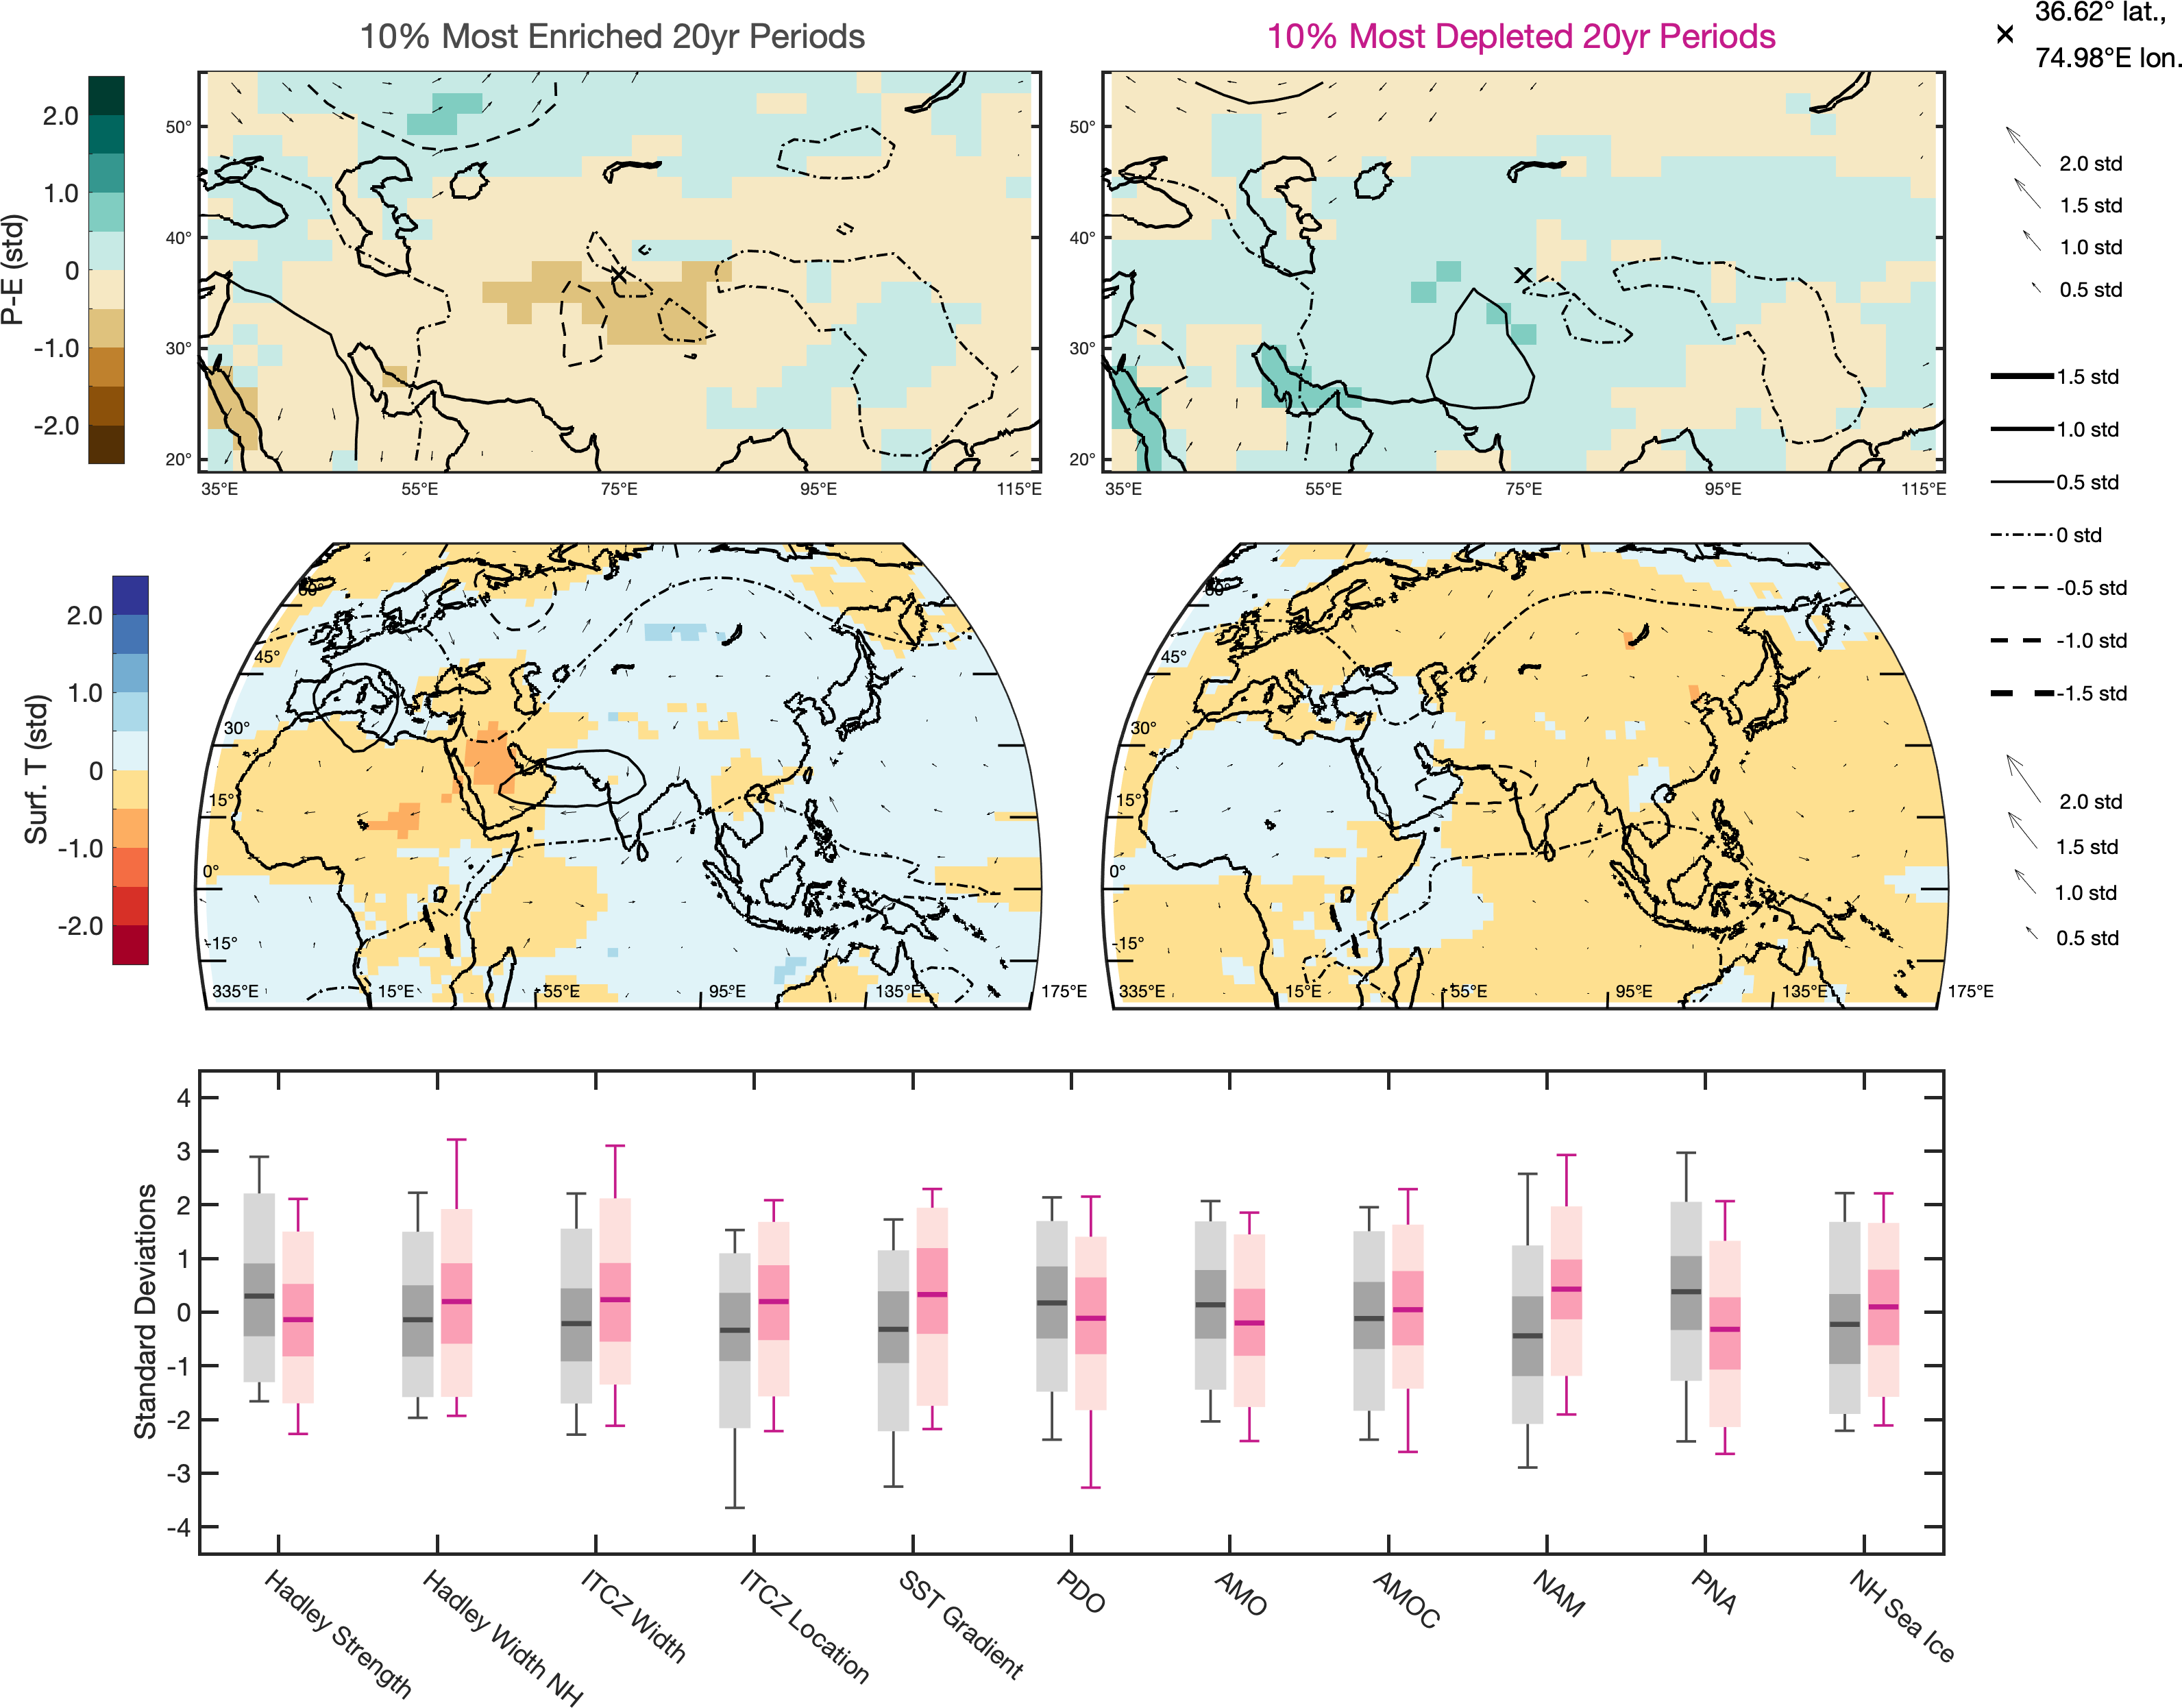 10% Most Enriched 20yr Periods
10% Most Depleted 20yr Periods
36.62° lat.,
74.98°E lon.
P-E (std)
2.0
1.0
0
-1.0
-2.0
50°
40°
30°
20°
35°E 55°E 75°E 95°E 115°E
50°
40°
30°
20°
35°E 55°E 75°E 95°E 115°E
2.0 std
1.5 std
1.0 std
0.5 std
1.5 std
1.0 std
0.5 std
0 std
-0.5 std
-1.0 std
-1.5 std
Surf. T (std)
2.0
1.0
0
-1.0
-2.0
60°
45°
30°
15°
0°
-15°
335°E 15°E 55°E 95°E 135°E 175°E
60°
45°
30°
15°
0°
-15°
335°E 15°E 55°E 95°E 135°E 175°E
2.0 std
1.5 std
1.0 std
0.5 std
Standard Deviations
4
3
2
1
0
-1
-2
-3
-4
Hadley Strength
Hadley Width NH
ITCZ Width
ITCZ Location
SST Gradient
PDO
AMO
AMOC
NAM
PNA
NH Sea Ice